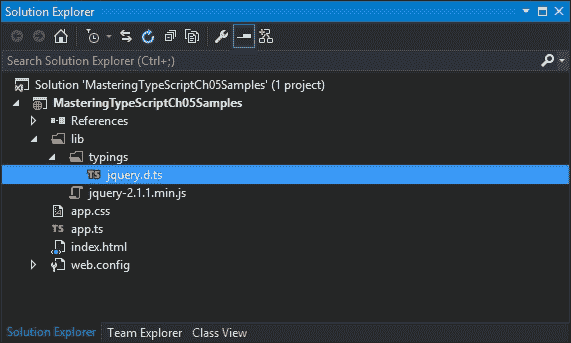 Solution Explorer
Search Solution Explorer (Ctrl+;)
Solution 'MasteringTypeScriptCh05Samples' (1 project)
MasteringTypeScriptCh05Samples
References
lib
typings
TS jquery.d.ts
jquery-2.1.1.min.js
app.css
TS app.ts
index.html
web.config
Solution Explorer Team Explorer Class View